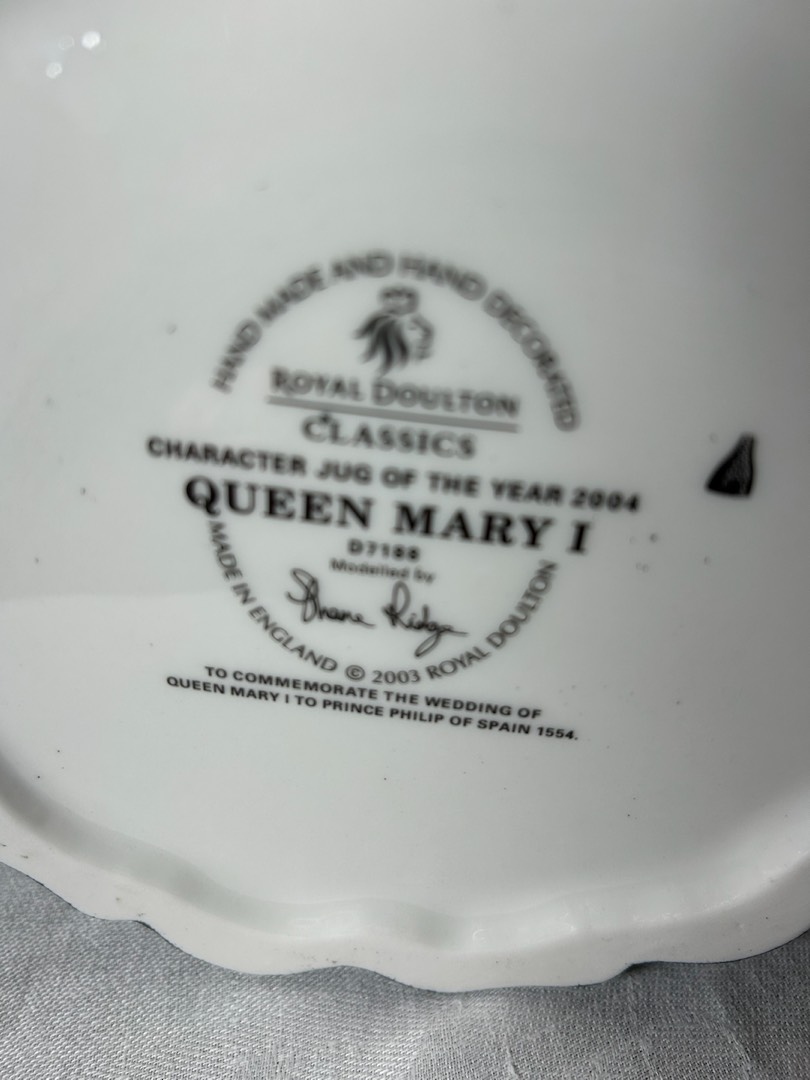 HAND MADE AND HAND DECORATED
ROYAL DOULTON
CLASSICS
CHARACTER JUG OF THE YEAR 2004
QUEEN MARY I
D7188
Modelled by
Shane Ridge
MADE IN ENGLAND © 2003 ROYAL DOULTON
TO COMMEMORATE THE WEDDING OF
QUEEN MARY I TO PRINCE PHILIP OF SPAIN 1554.